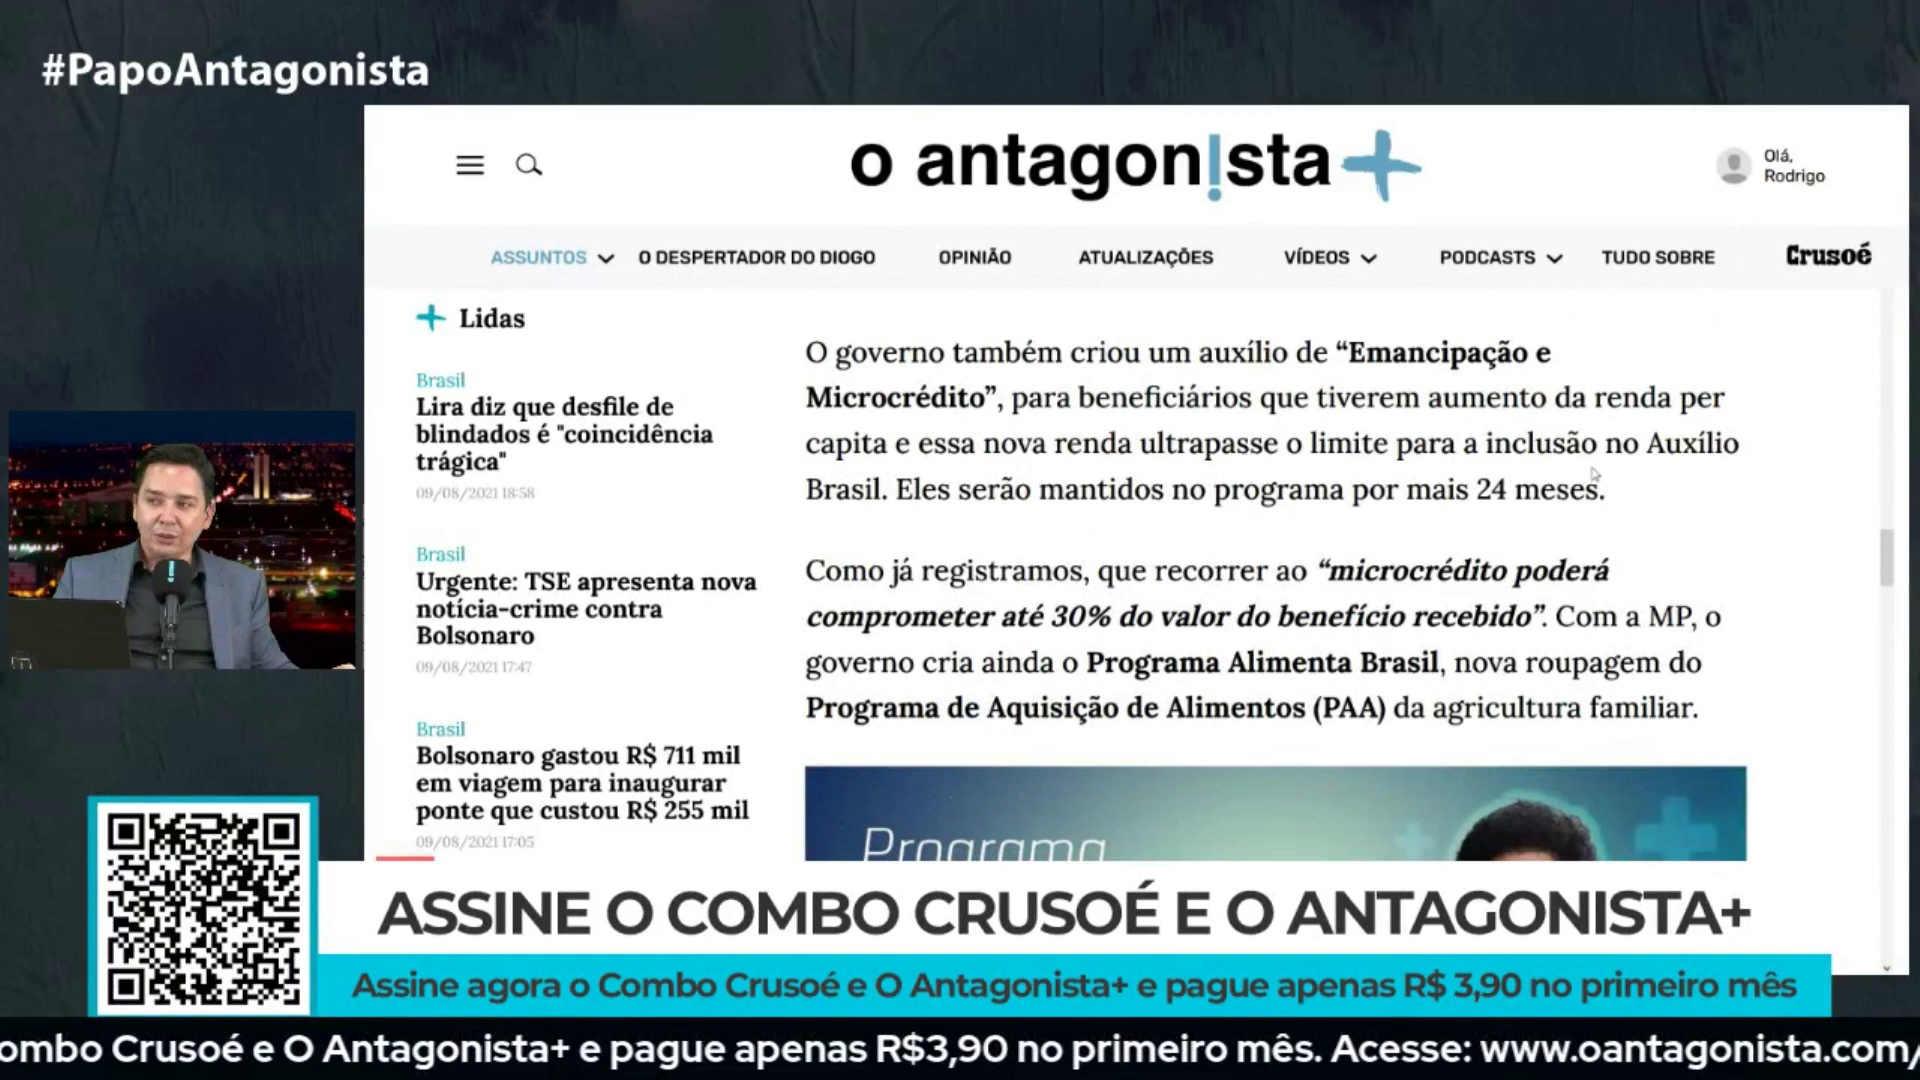 #PapoAntagonista
o antagon!sta+
Olá,
Rodrigo
ASSUNTOS
O DESPERTADOR DO DIOGO
OPINIÃO
ATUALIZAÇÕES
VÍDEOS
PODCASTS
TUDO SOBRE
Crusoé
+ Lidas
Brasil
Lira diz que desfile de
blindados é "coincidência
trágica"
09/08/2021 18:58
Brasil
Urgente: TSE apresenta nova
notícia-crime contra
Bolsonaro
09/08/2021 17:47
Brasil
Bolsonaro gastou R$ 711 mil
em viagem para inaugurar
ponte que custou R$ 255 mil
09/08/2021 17:05
O governo também criou um auxílio de “Emancipação e
Microcrédito”, para beneficiários que tiverem aumento da renda per
capita e essa nova renda ultrapasse o limite para a inclusão no Auxílio
Brasil. Eles serão mantidos no programa por mais 24 meses.
Como já registramos, que recorrer ao “microcrédito poderá
comprometer até 30% do valor do benefício recebido”. Com a MP, o
governo cria ainda o Programa Alimenta Brasil, nova roupagem do
Programa de Aquisição de Alimentos (PAA) da agricultura familiar.
Programa
ASSINE O COMBO CRUSOÉ E O ANTAGONISTA+
Assine agora o Combo Crusoé e O Antagonista+ e pague apenas R$ 3,90 no primeiro mês
ombo Crusoé e O Antagonista+ e pague apenas R$3,90 no primeiro mês. Acesse: www.oantagonista.com/